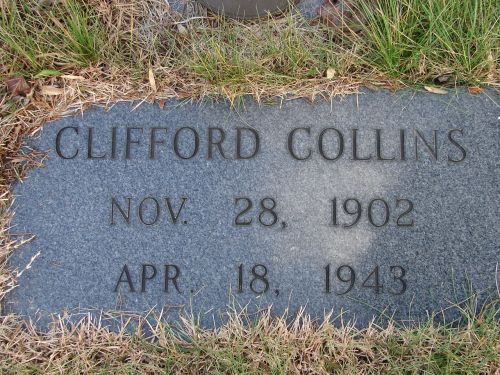 CLIFFORD COLLINS
NOV. 28, 1902
APR. 18, 1943